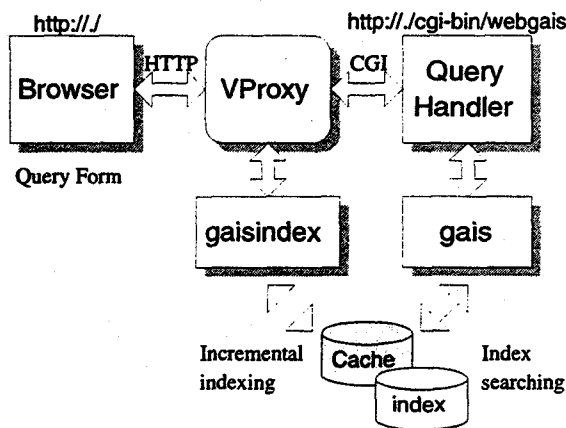 http://./
http://./cgi-bin/webgais
HTTP
CGI
Browser
VProxy
Query
Handler
Query Form
gaisindex
gais
Incremental
indexing
Cache
index
Index
searching